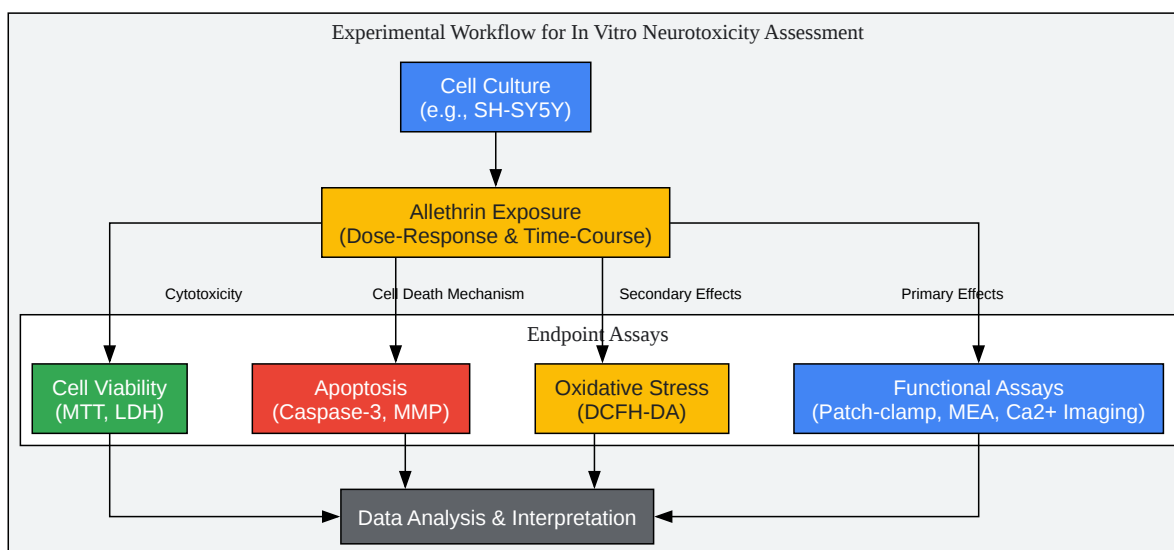 Experimental Workflow for In Vitro Neurotoxicity Assessment
Cell Culture
(e.g., SH-SY5Y)
Allethrin Exposure
(Dose-Response & Time-Course)
Cytotoxicity
Cell Death Mechanism
Secondary Effects
Primary Effects
Endpoint Assays
Cell Viability
(MTT, LDH)
Apoptosis
(Caspase-3, MMP)
Oxidative Stress
(DCFH-DA)
Functional Assays
(Patch-clamp, MEA, Ca2+ Imaging)
Data Analysis & Interpretation